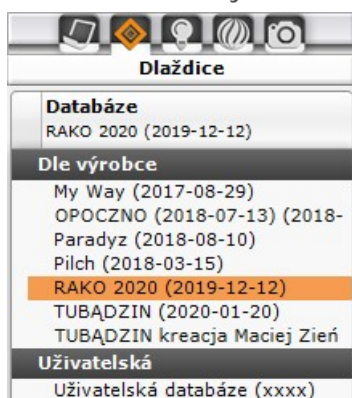 Dlaždice
Databáze
RAKO 2020 (2019-12-12)
Dle výrobce
My Way (2017-08-29)
OPOCZNO (2018-07-13) (2018-
Paradyz (2018-08-10)
Pilch (2018-03-15)
RAKO 2020 (2019-12-12)
TUBĄDZIN (2020-01-20)
TUBĄDZIN kreacja Maciej Zień
Uživatelská
Uživatelská databáze (xxxx)